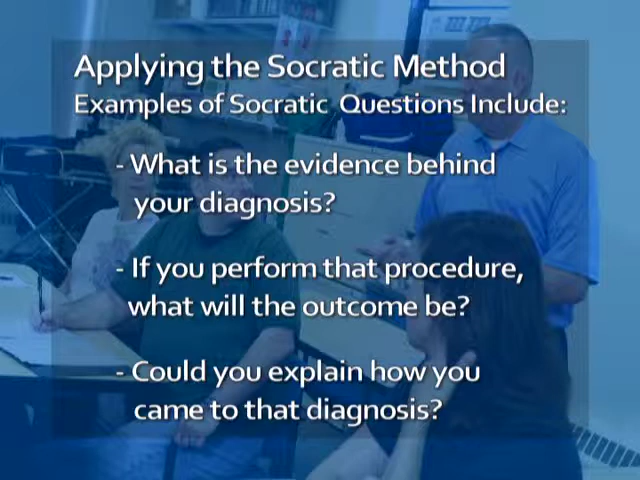 Applying the Socratic Method
Examples of Socratic Questions Include:
- What is the evidence behind
your diagnosis?
- If you perform that procedure,
what will the outcome be?
- Could you explain how you
came to that diagnosis?